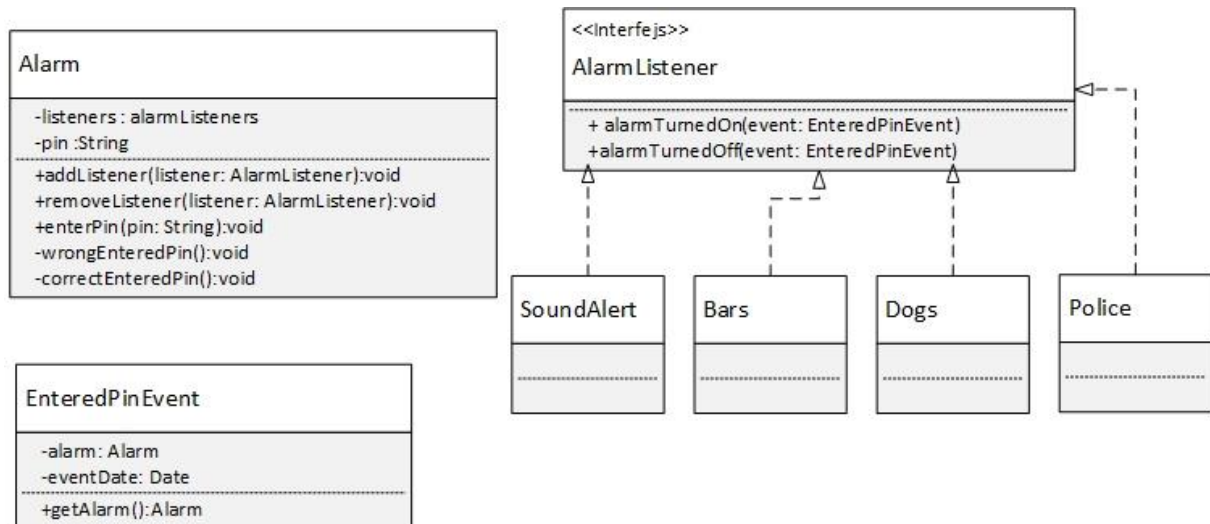 Alarm
-listeners : alarmListeners
-pin :String
+addListener(listener: AlarmListener):void
+removeListener(listener: AlarmListener):void
+enterPin(pin: String):void
-wrongEnteredPin():void
-correctEnteredPin():void
<<Interfejs>>
AlarmListener
+ alarmTurnedOn(event: EnteredPinEvent)
+alarmTurnedOff(event: EnteredPinEvent)
SoundAlert
Bars
Dogs
Police
EnteredPinEvent
-alarm: Alarm
-eventDate: Date
+getAlarm():Alarm